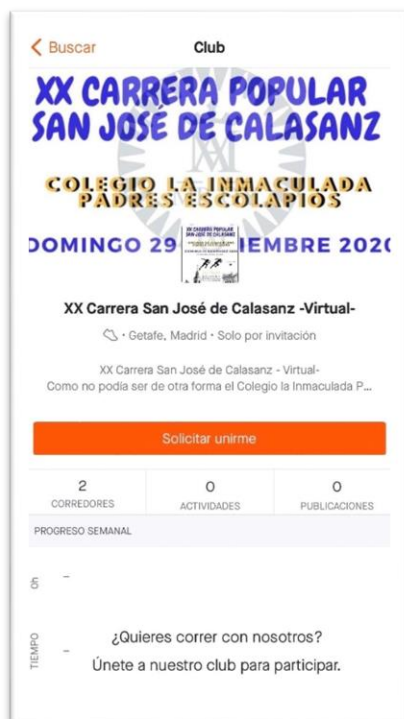 Buscar
Club
XX CARRERA POPULAR
SAN JOSÉ DE CALASANZ
COLEGIO LA INMACULADA
PADRES ESCOLAPIOS
DOMINGO 29 IEMBRE 202
XX Carrera San José de Calasanz -Virtual-
· Getafe, Madrid · Solo por invitación
XX Carrera San José de Calasanz - Virtual-
Como no podía ser de otra forma el Colegio la Inmaculada P...
Solicitar unirme
2
CORREDORES
0
ACTIVIDADES
0
PUBLICACIONES
PROGRESO SEMANAL
0h
TIEMPO
¿Quieres correr con nosotros?
Únete a nuestro club para participar.